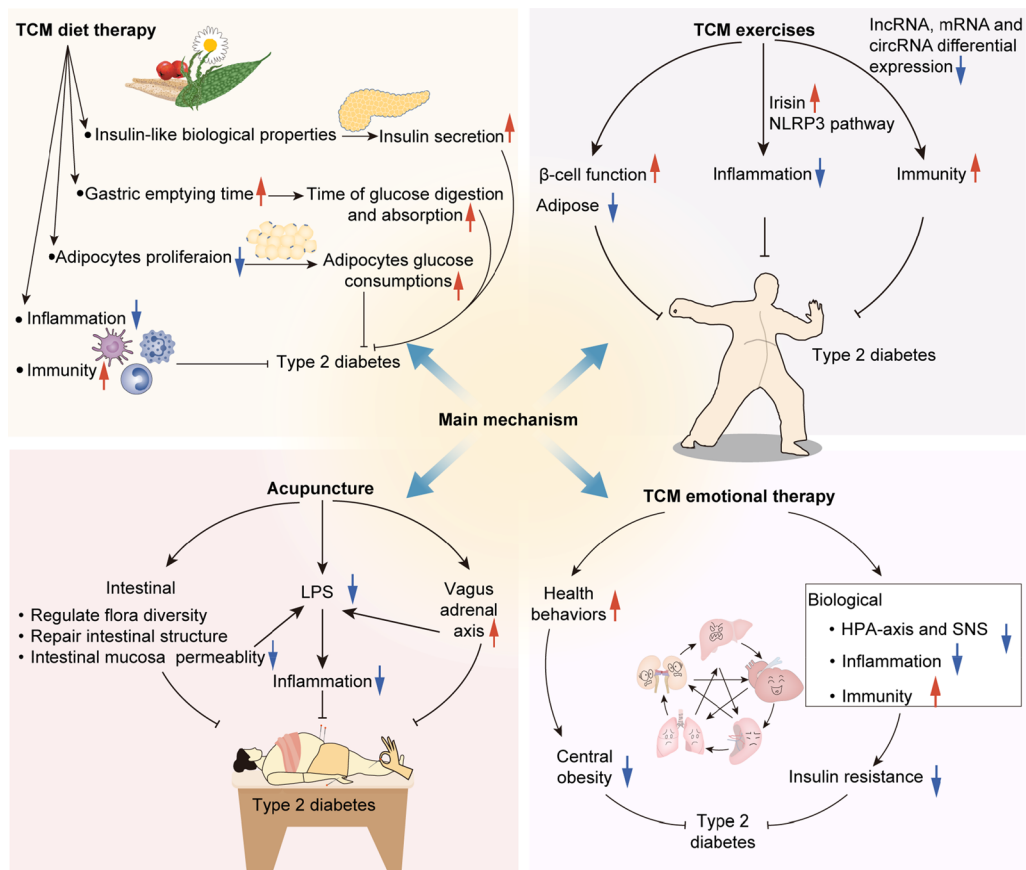 TCM diet therapy
• Insulin-like biological properties
Insulin secretion
• Gastric emptying time
Time of glucose digestion
and absorption
• Adipocytes proliferaion
Adipocytes glucose
consumptions
• Inflammation
• Immunity
Type 2 diabetes
TCM exercises
lncRNA, mRNA and
circRNA differential
expression
Irisin
NLRP3 pathway
β-cell function
Adipose
Inflammation
Immunity
Type 2 diabetes
Main mechanism
Acupuncture
Intestinal
• Regulate flora diversity
• Repair intestinal structure
• Intestinal mucosa permeablity
LPS
Vagus
adrenal
axis
Inflammation
Type 2 diabetes
TCM emotional therapy
Health
behaviors
Biological
• HPA-axis and SNS
• Inflammation
• Immunity
Central
obesity
Insulin resistance
Type 2
diabetes